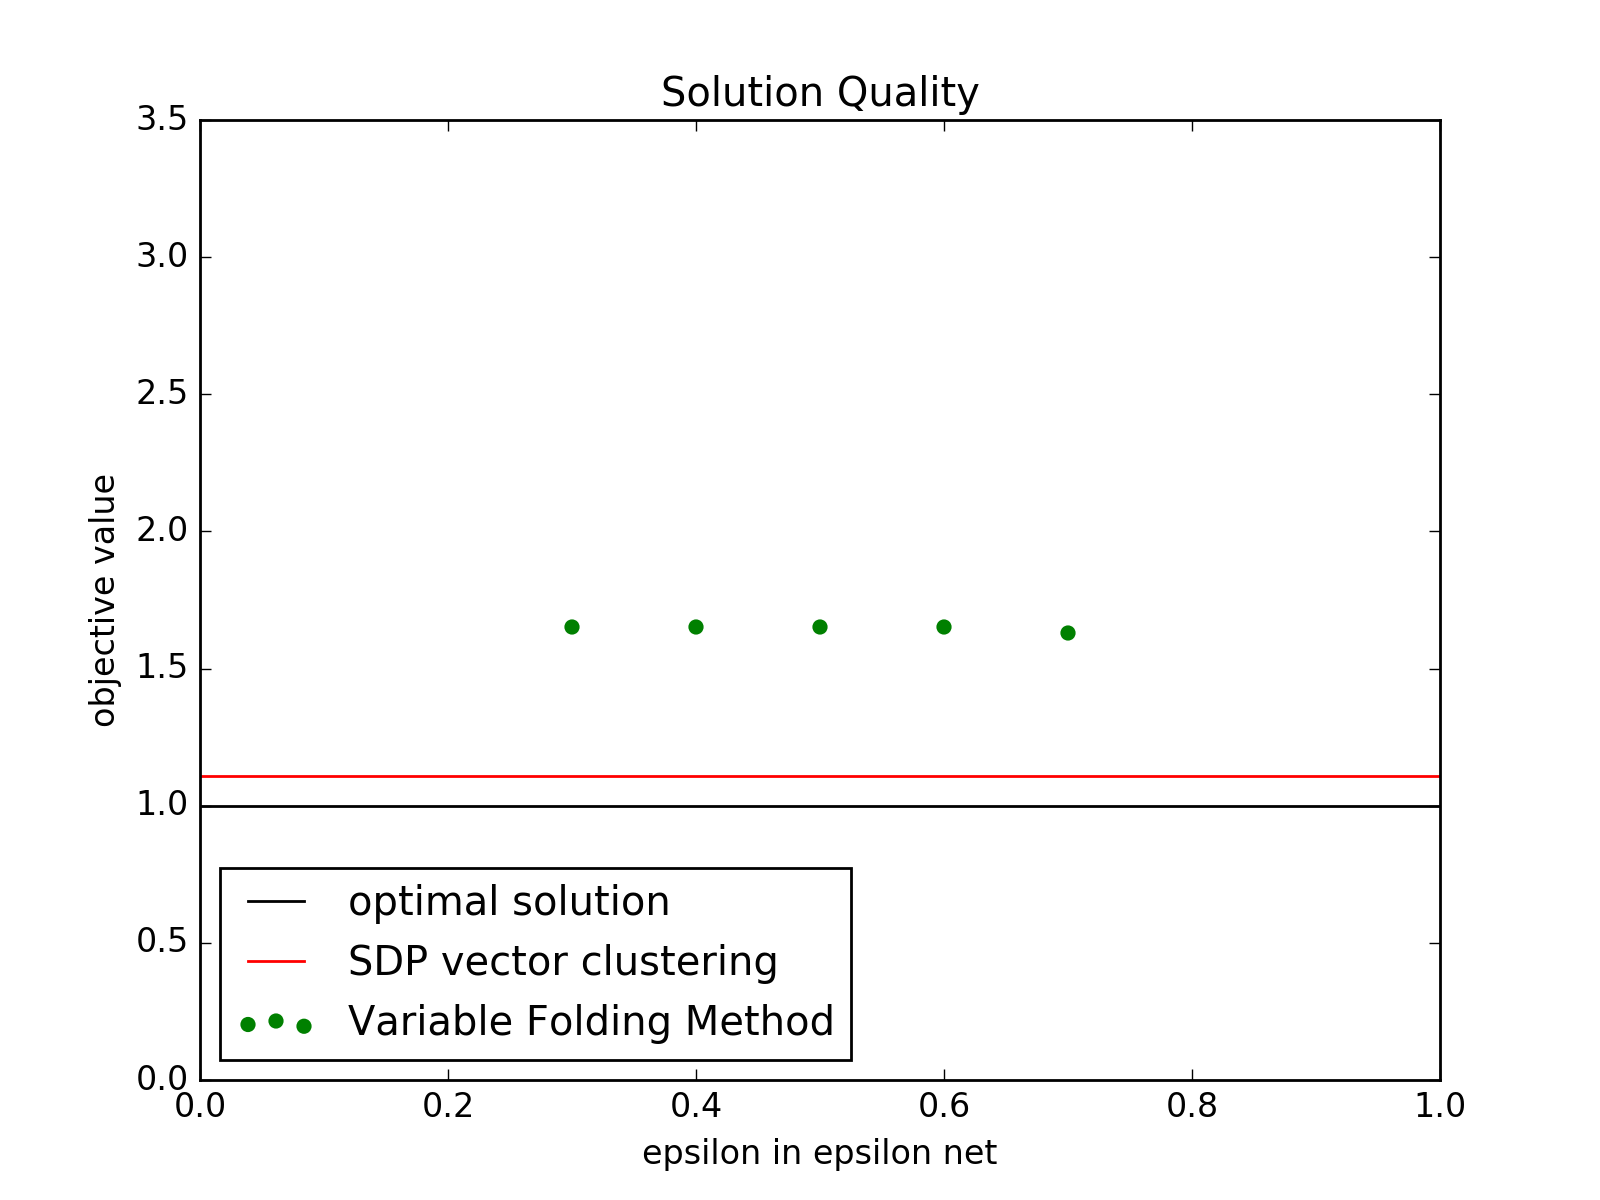 Solution Quality
3.5
3.0
2.5
2.0
1.5
1.0
0.5
0.0
objective value
optimal solution
SDP vector clustering
Variable Folding Method
0.0 0.2 0.4 0.6 0.8 1.0
epsilon in epsilon net